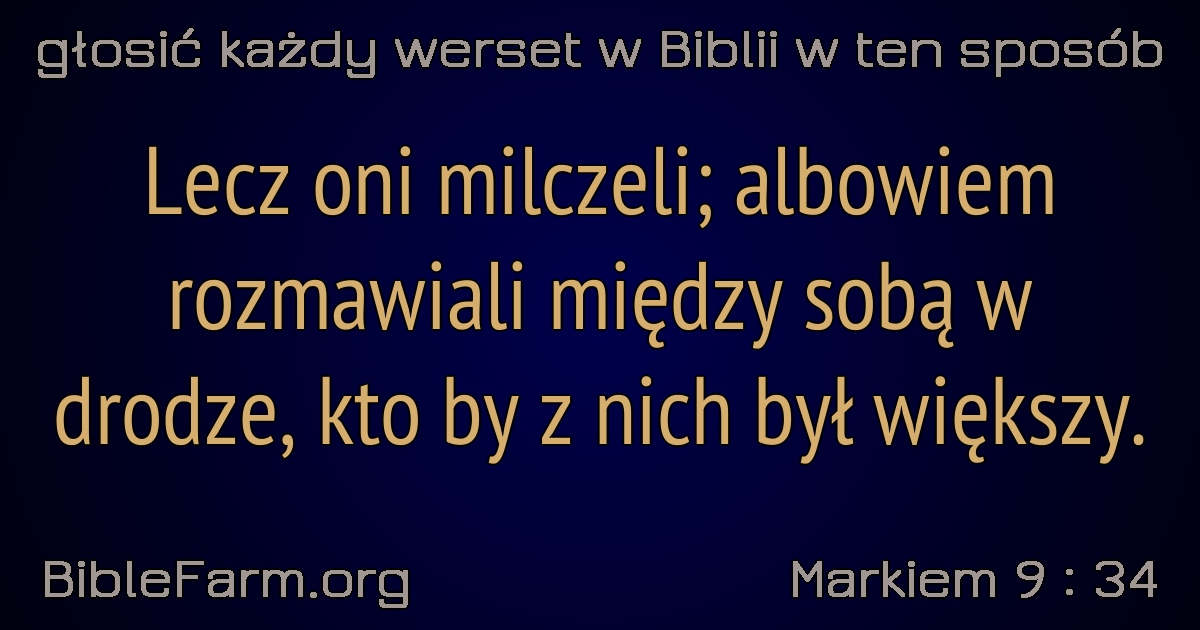 głosić każdy werset w Biblii w ten sposób
Lecz oni milczeli; albowiem
rozmawiali między sobą w
drodze, kto by z nich był większy.
BibleFarm.org
Markiem 9 : 34